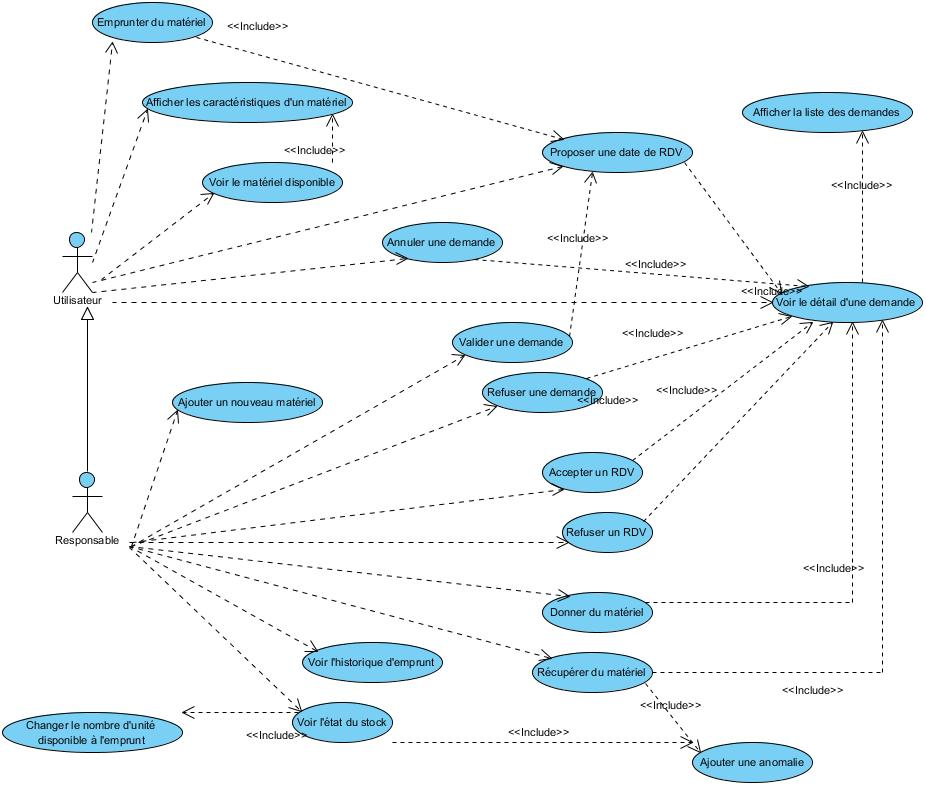 Emprunter du matériel
<<Include>>
Afficher les caractéristiques d'un matériel
Afficher la liste des demandes
<<Include>>
Proposer une date de RDV
Voir le matériel disponible
<<Include>>
Annuler une demande
<<Include>>
<<Include>>
Utilisateur
<<Include>>
Voir le détail d'une demande
Valider une demande
<<Include>>
Refuser une demande
<<Include>>
<<Include>>
Ajouter un nouveau matériel
Accepter un RDV
Refuser un RDV
Responsable
<<Include>>
Donner du matériel
Voir l'historique d'emprunt
Récupérer du matériel
<<Include>>
<<Include>>
Changer le nombre d'unité
disponible à l'emprunt
Voir l'état du stock
<<Include>>
<<Include>>
Ajouter une anomalie